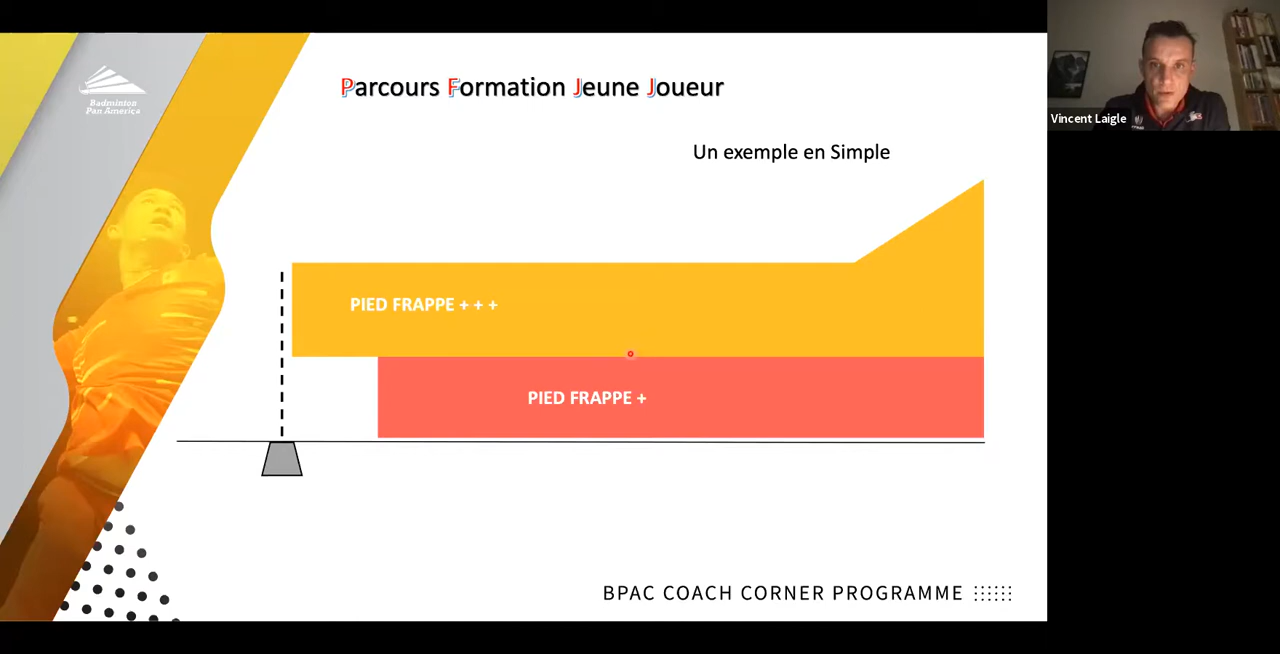 Badminton
Pan America
Parcours Formation Jeune Joueur
Un exemple en Simple
PIED FRAPPE + + +
PIED FRAPPE +
BPAC COACH CORNER PROGRAMME
Vincent Laigle